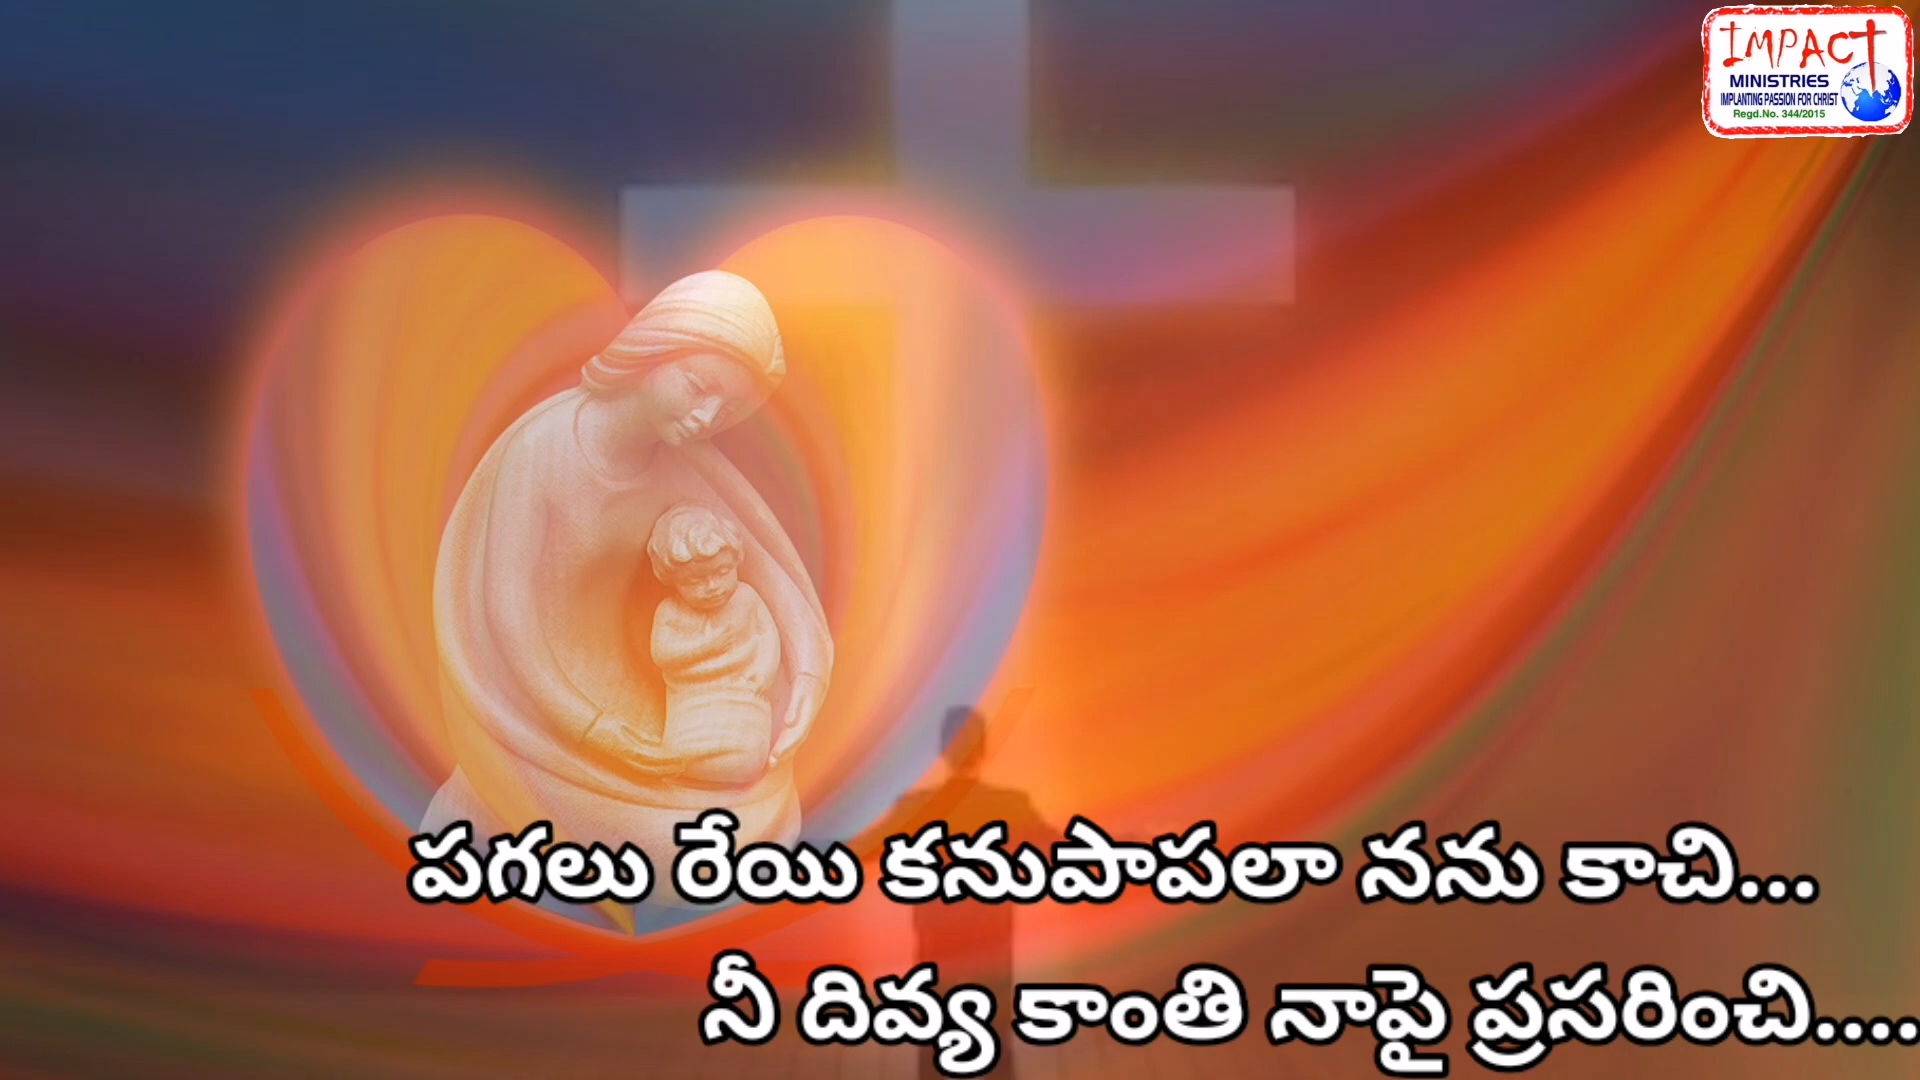 IMPACT
MINISTRIES
IMPLANTING PASSION FOR CHRIST
Regd.No. 344/2015
పగలు రేయి కనుపాపలా నను కాచి...
నీ దివ్య కాంతి నాపై ప్రసరించి....